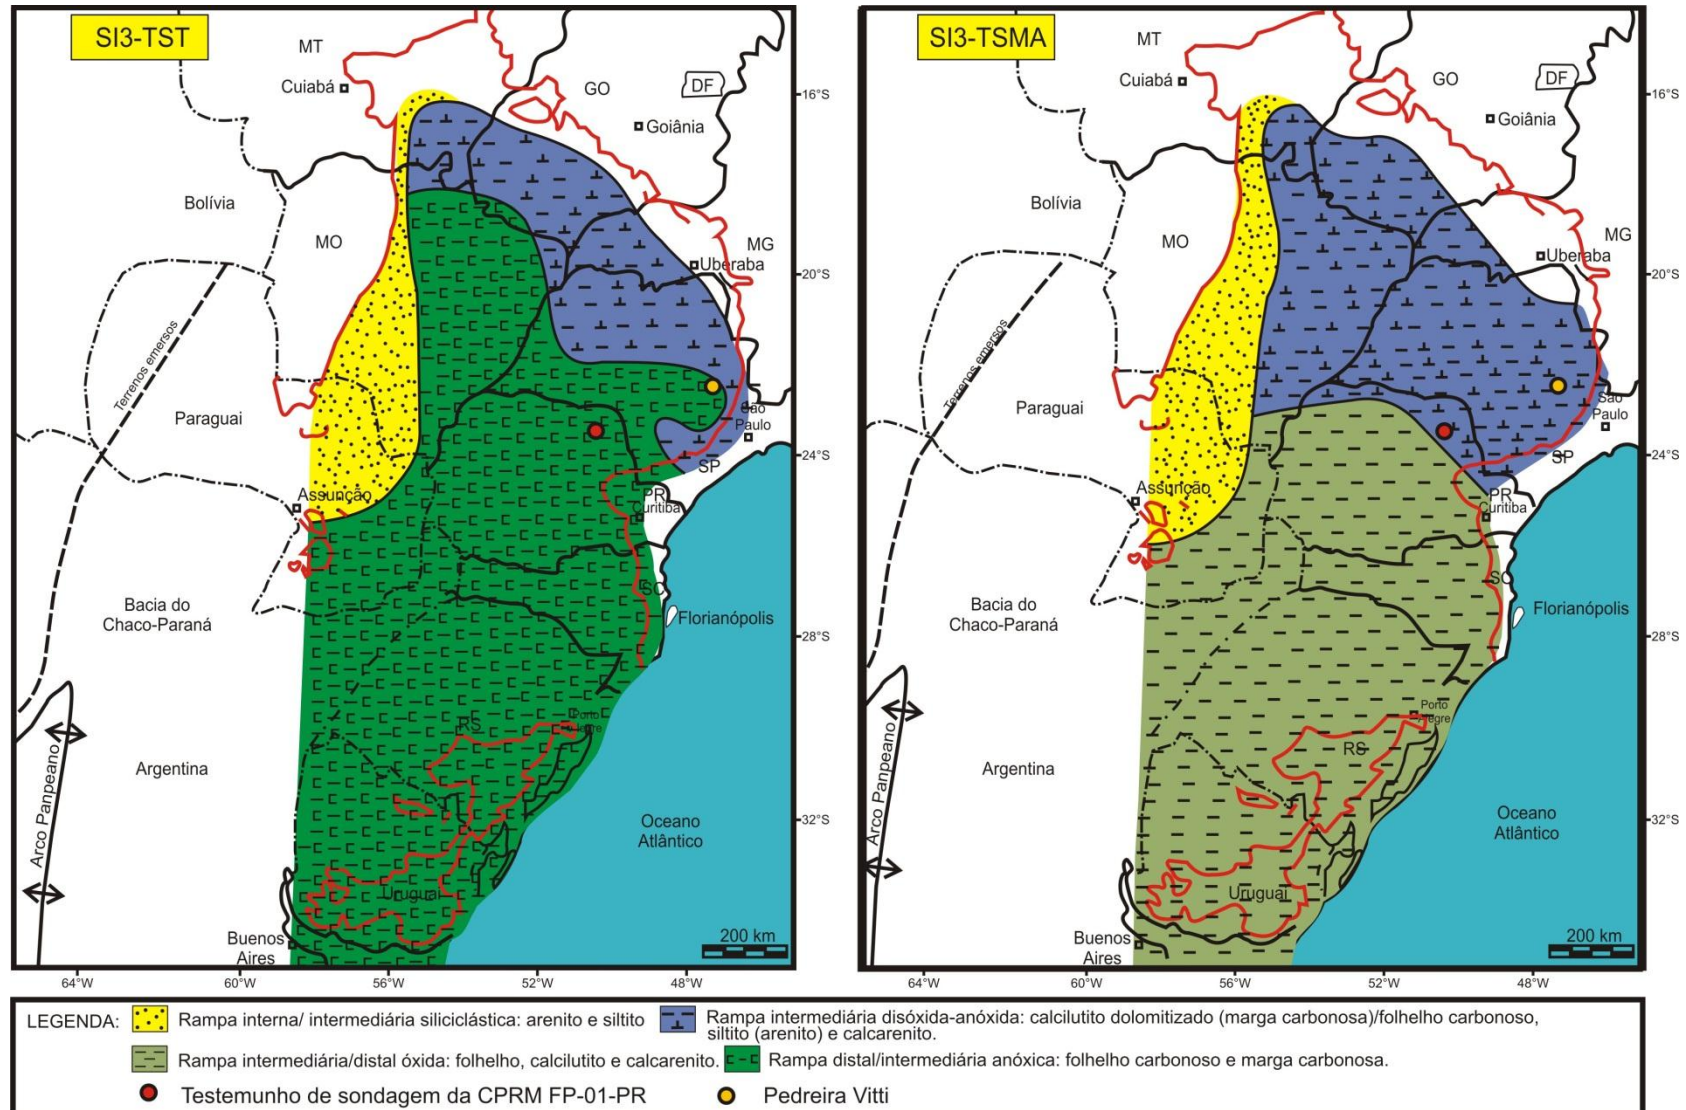 SI3-TST
MT
Cuiabá
GO
DF
Goiânia
16°S
Bolívia
MO
MG
Uberaba
20°S
Terrenos emersos
Paraguai
São
Paulo
24°S
SP
Assunção
PR
Curitiba
SC
Bacia do
Chaco-Paraná
Florianópolis
28°S
RS
Porto
Alegre
Arco Panpeano
Argentina
Oceano
Atlântico
32°S
Uruguai
Buenos
Aires
200 km
64°W
60°W
56°W
52°W
48°W
SI3-TSMA
MT
Cuiabá
GO
DF
Goiânia
16°S
Bolívia
MO
MG
Uberaba
20°S
Terrenos emersos
Paraguai
São
Paulo
24°S
SP
Assunção
PR
Curitiba
SC
Bacia do
Chaco-Paraná
Florianópolis
28°S
Porto
Alegre
RS
Arco Panpeano
Argentina
Oceano
Atlântico
32°S
Uruguai
Buenos
Aires
200 km
64°W
60°W
56°W
52°W
48°W
LEGENDA:
Rampa interna/ intermediária siliciclástica: arenito e siltito
Rampa intermediária disóxida-anóxida: calcilutito dolomitizado (marga carbonosa)/folhelho carbonoso,
siltito (arenito) e calcarenito.
Rampa intermediária/distal óxida: folhelho, calcilutito e calcarenito.
Rampa distal/intermediária anóxica: folhelho carbonoso e marga carbonosa.
Testemunho de sondagem da CPRM FP-01-PR
Pedreira Vitti